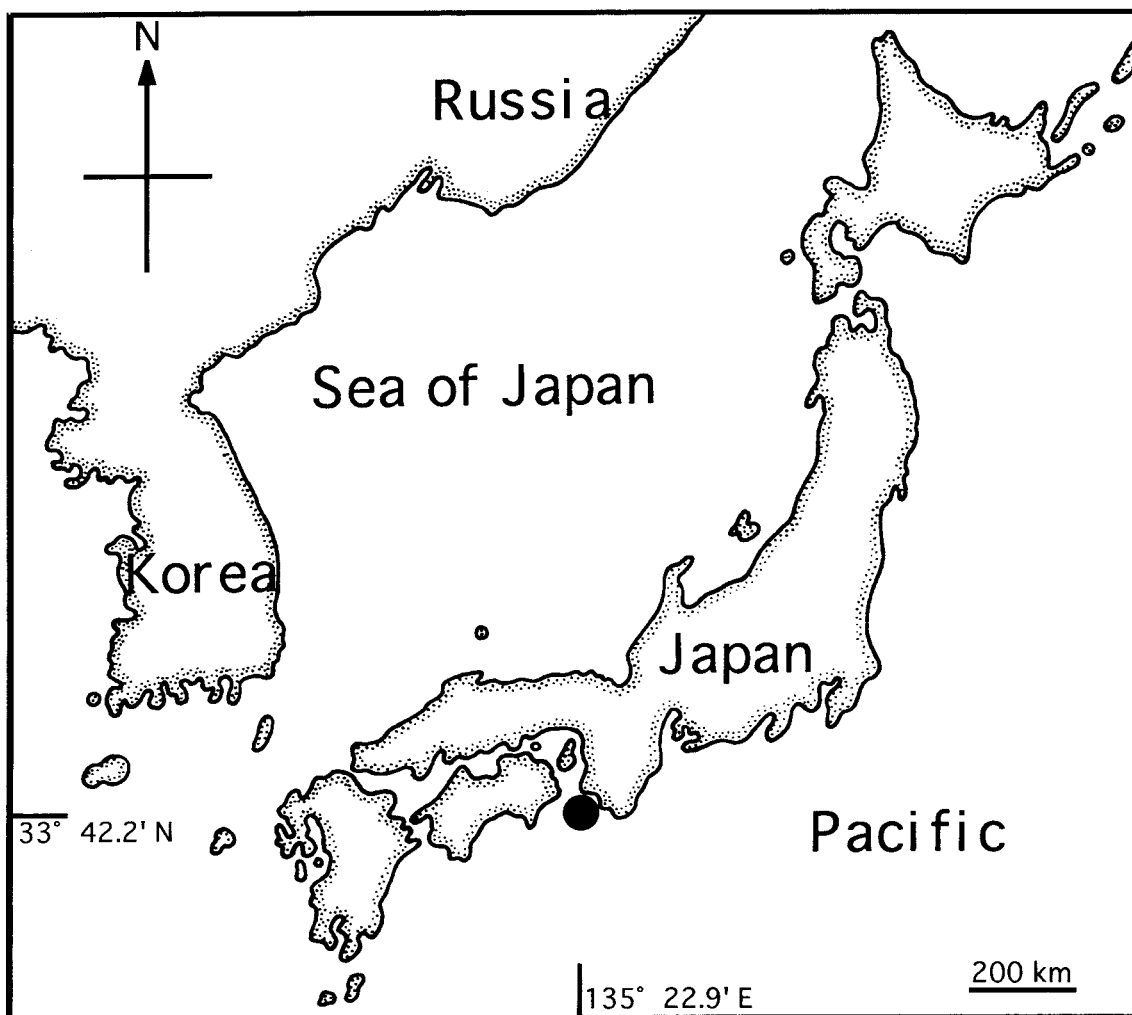 N
Russia
Sea of Japan
Korea
Japan
33° 42.2' N
Pacific
200 km
135° 22.9' E